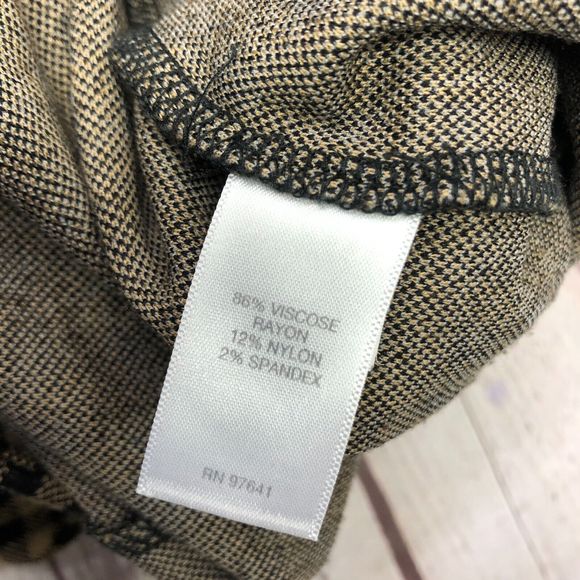 86% VISCOSE
RAYON
12% NYLON
2% SPANDEX
RN 97641